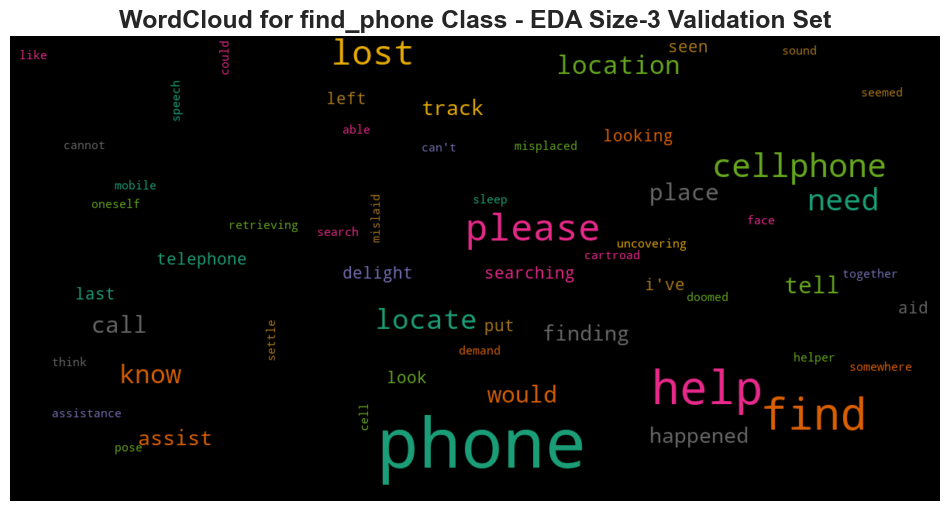 WordCloud for find_phone Class - EDA Size-3 Validation Set
like
could
lost
seen
sound
location
speech
left
track
seemed
able
looking
cannot
can't
misplaced
cellphone
mobile
place
need
oneself
sleep
retrieving
search
mislaid
please
face
uncovering
cartroad
telephone
delight
searching
i've
tell
together
last
doomed
aid
call
settle
locate
put
finding
think
demand
helper
somewhere
know
look
would
help
find
assistance
cell
assist
pose
phone
happened